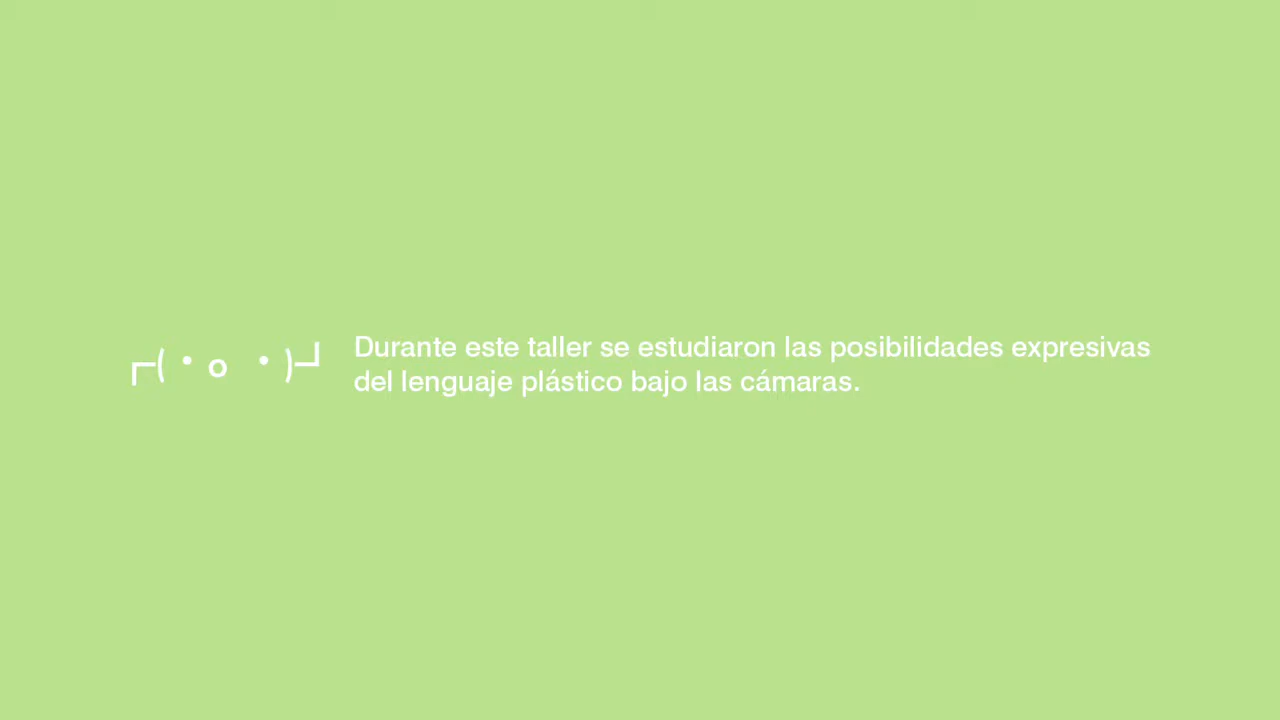 ┌(・o ・)┘
Durante este taller se estudiaron las posibilidades expresivas
del lenguaje plástico bajo las cámaras.